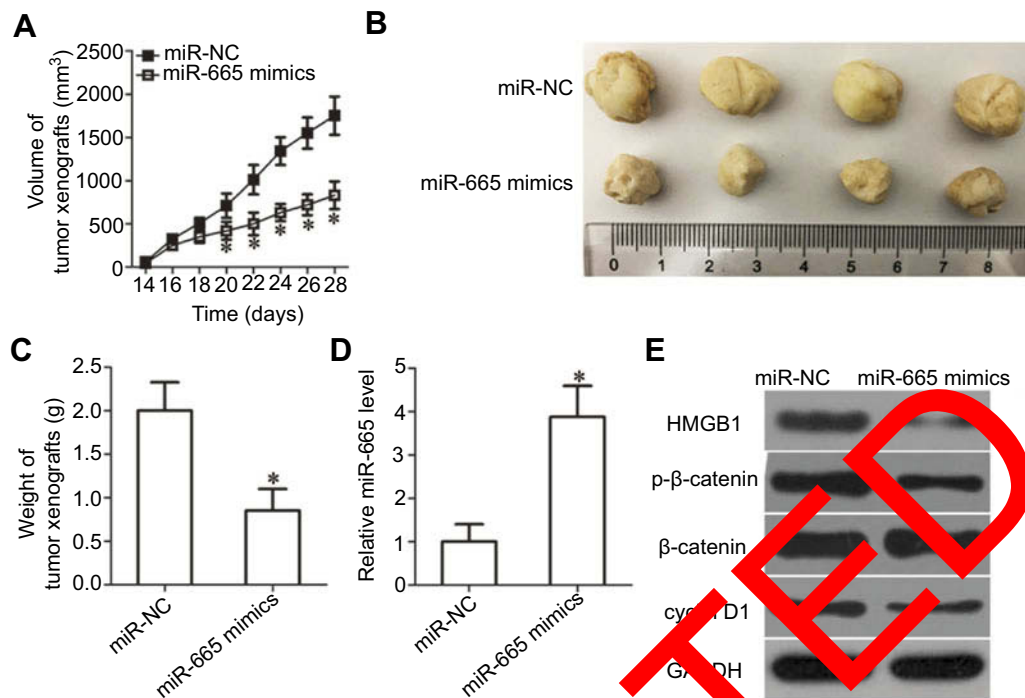 A
miR-NC
miR-665 mimics
Volume of
tumor xenografts (mm³)
2500
2000
1500
1000
500
0
14 16 18 20 22 24 26 28
* * * * *
Time (days)
B
miR-NC
miR-665 mimics
0 1 2 3 4 5 6 7 8
C
Weight of
tumor xenografts (g)
2.5
2.0
1.5
1.0
0.5
0.0
*
miR-NC
miR-665 mimics
D
Relative miR-665 level
5
4
3
2
1
0
*
miR-NC
miR-665 mimics
E
miR-NC miR-665 mimics
HMGB1
p-β-catenin
β-catenin
D1
TED